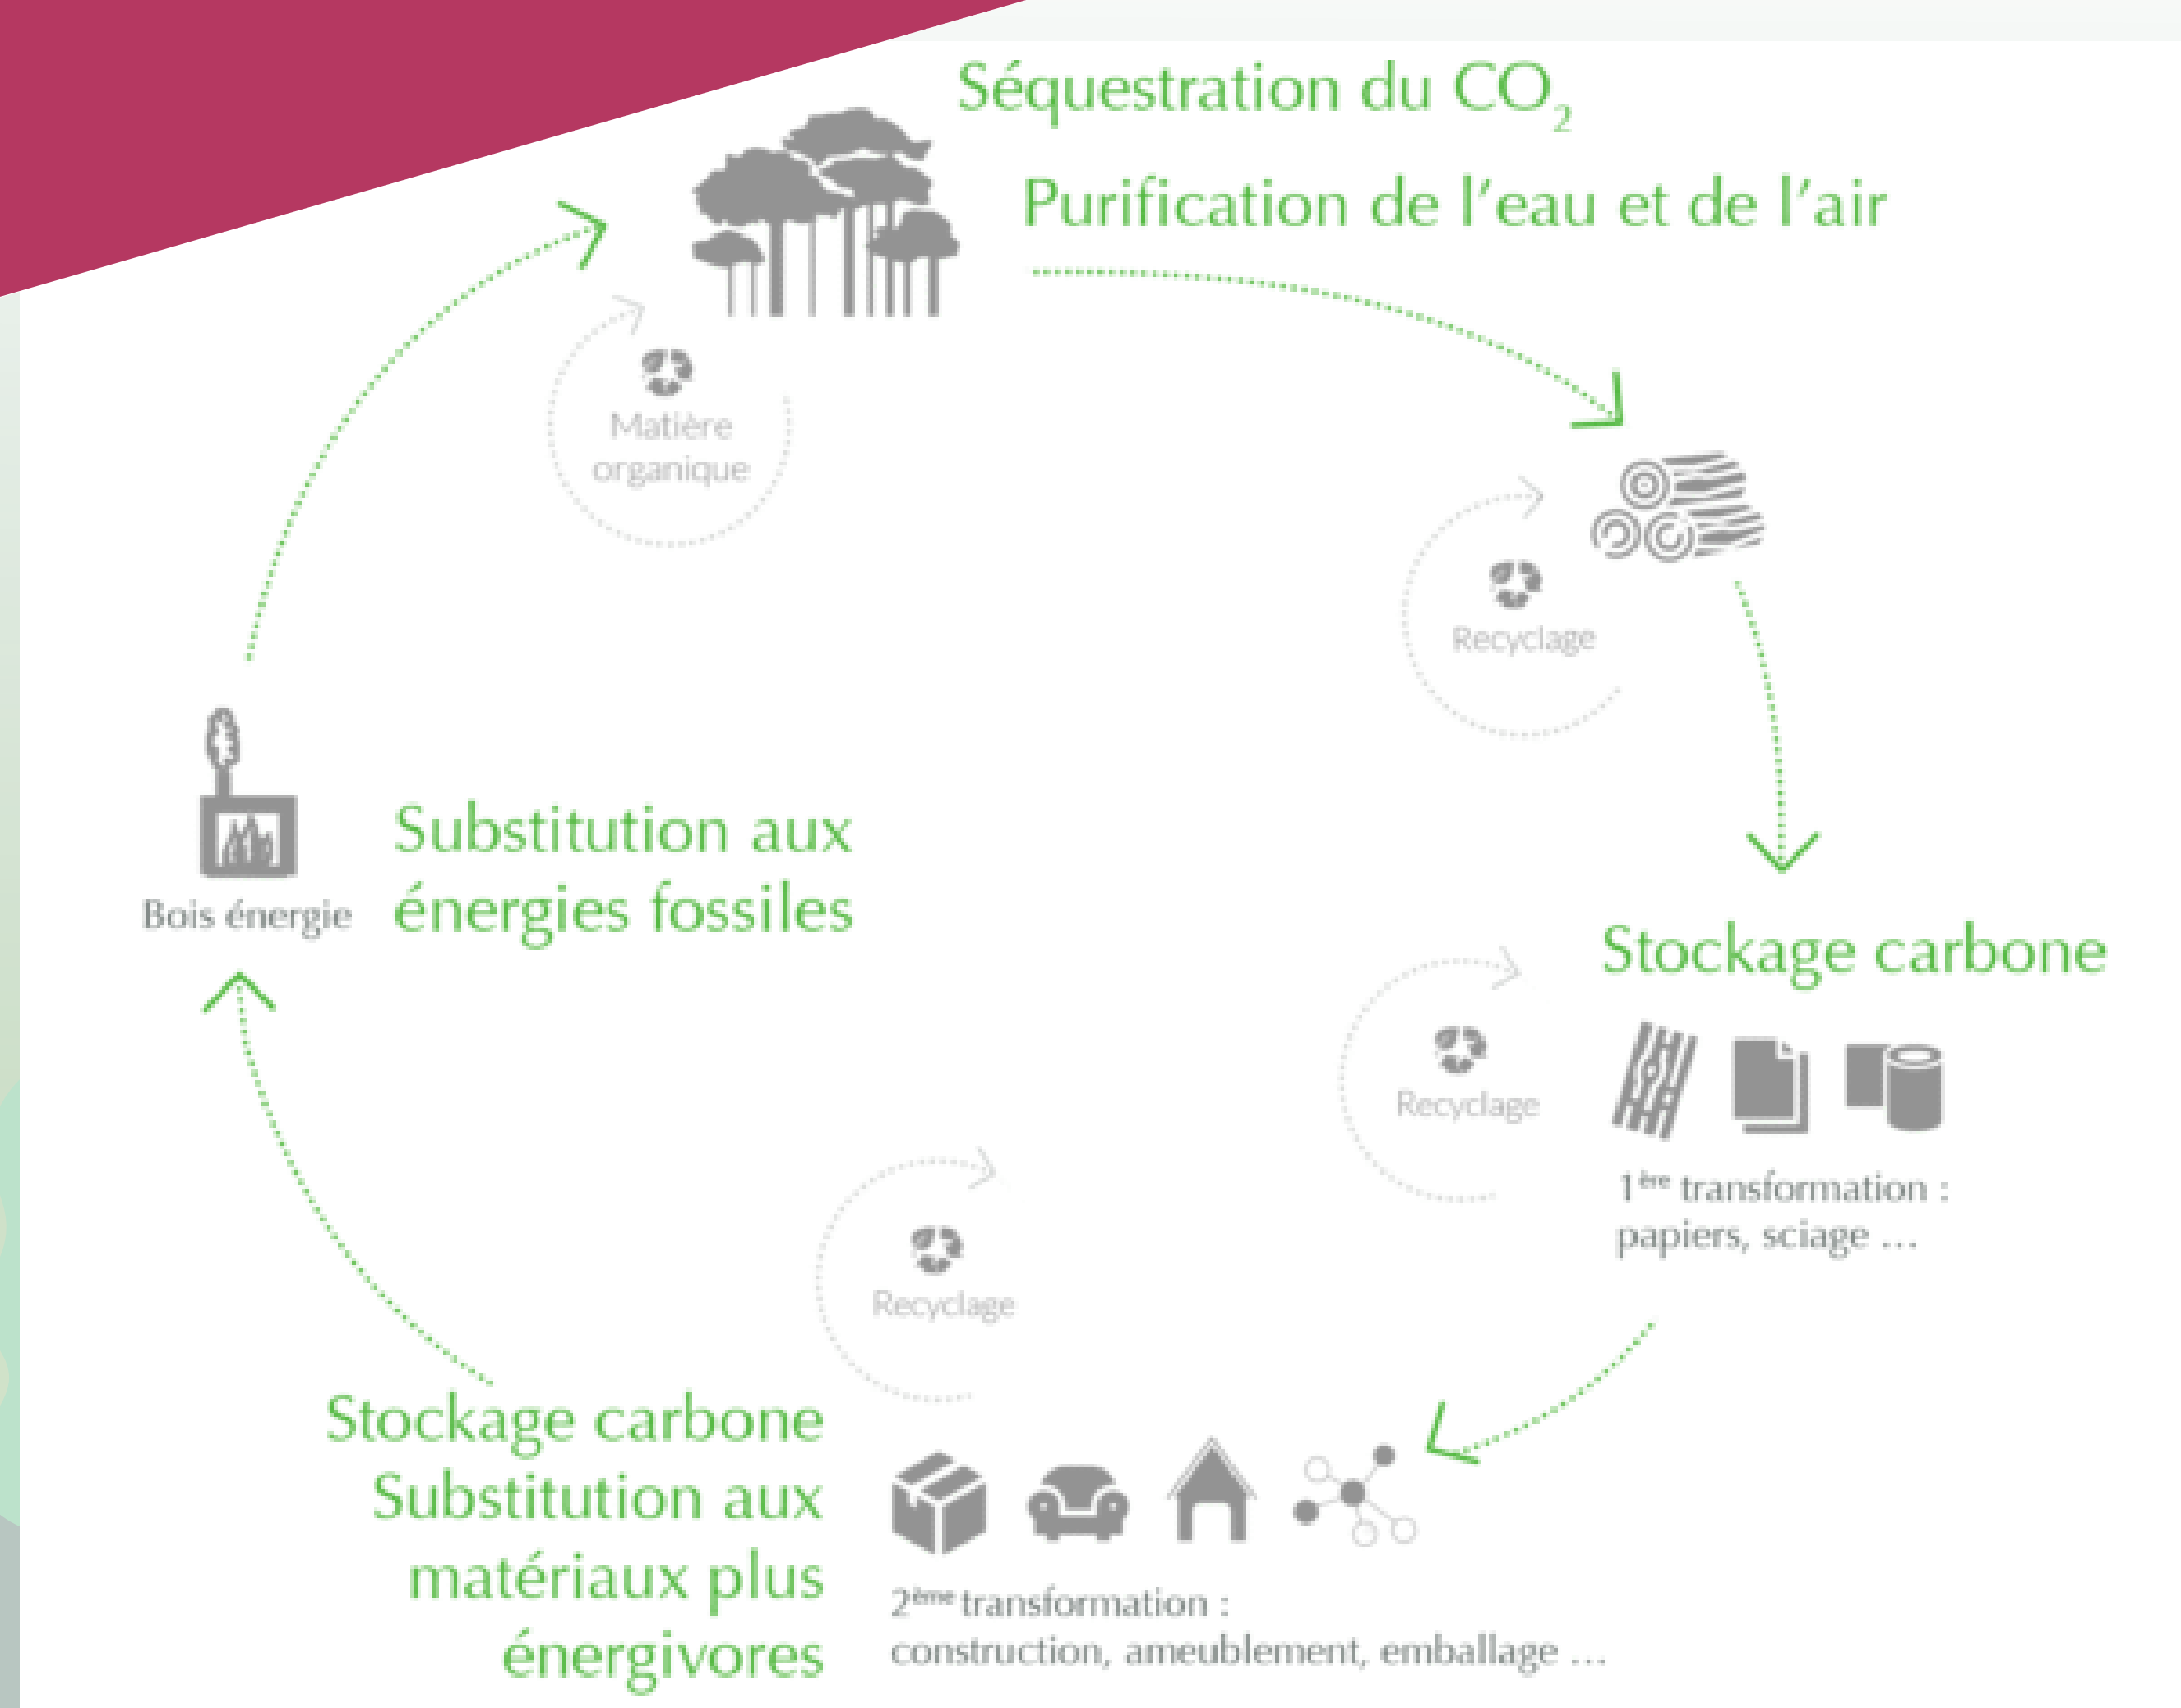 Séquestration du CO₂
Purification de l'eau et de l'air
Matière
organique
Recyclage
Substitution aux
énergies fossiles
Bois énergie
Stockage carbone
Recyclage
1ère transformation :
papiers, sciage ...
Recyclage
Stockage carbone
Substitution aux
matériaux plus
énergivores
2ème transformation :
construction, ameublement, emballage ...